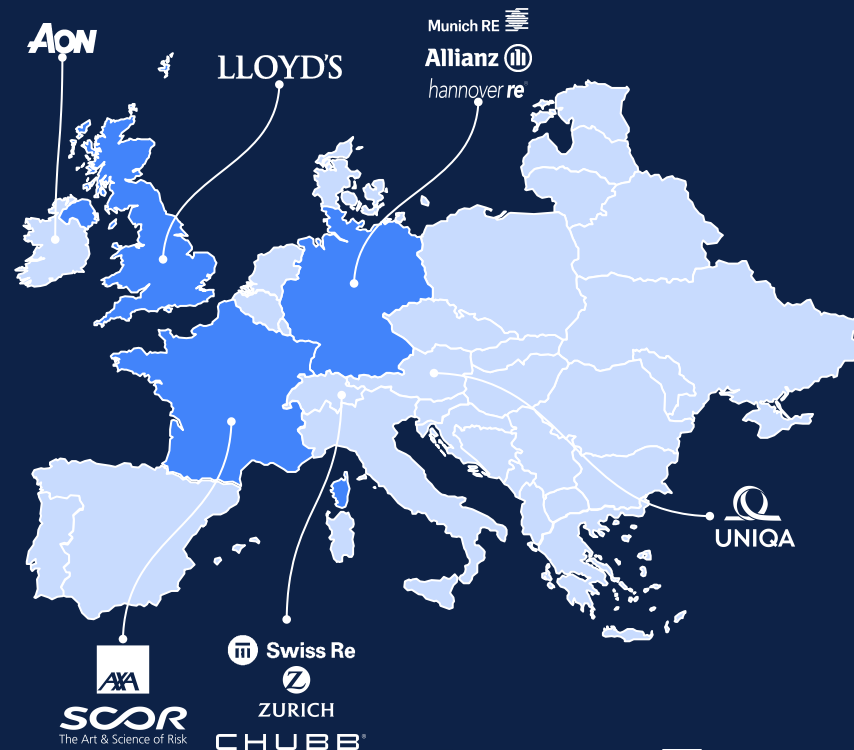 AON
LLOYD'S
Munich RE
Allianz
hannover re®
UNIQA
AXA
SCOR
The Art & Science of Risk
Swiss Re
Z
ZURICH
CHUBB®